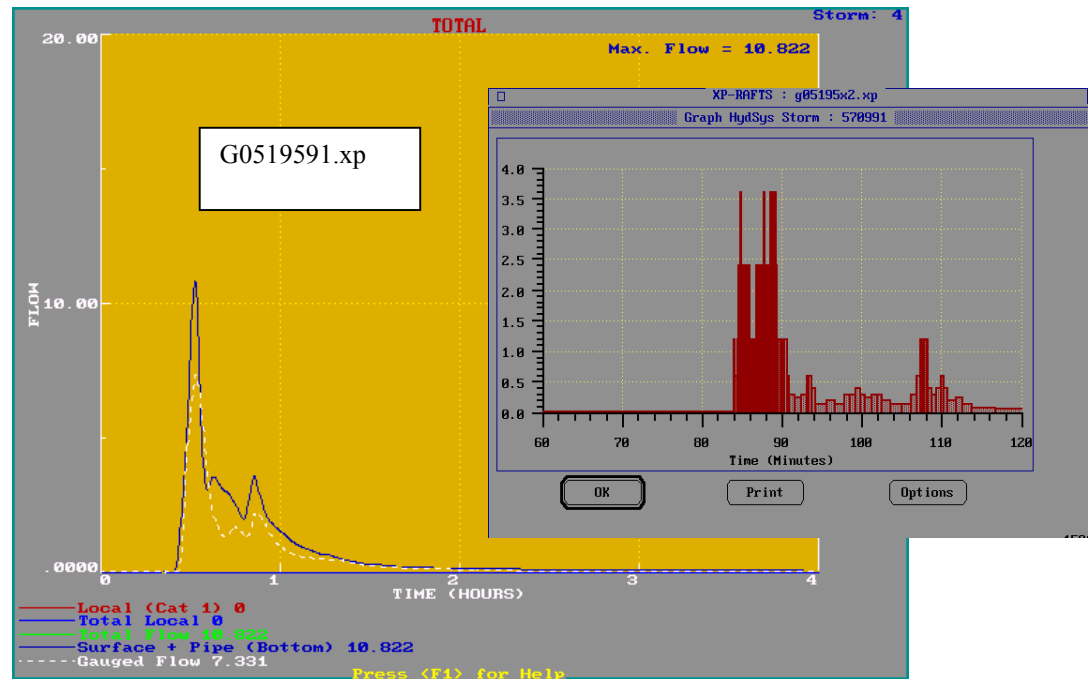 Storm: 4
TOTAL
20.00
Max. Flow = 10.822
G0519591.xp
FLOW
10.00
.0000
0 1 2 3 4
TIME (HOURS)
Local (Cat 1) 0
Total Local 0
Total Flow 10.822
Surface + Pipe (Bottom) 10.822
Gauged Flow 7.331
Press <F1> for Help
XP-RAFTS : g05195x2.xp
Graph HydSys Storm : 570991
4.0
3.5
3.0
2.5
2.0
1.5
1.0
0.5
0.0
60 70 80 90 100 110 120
Time (Minutes)
OK Print Options